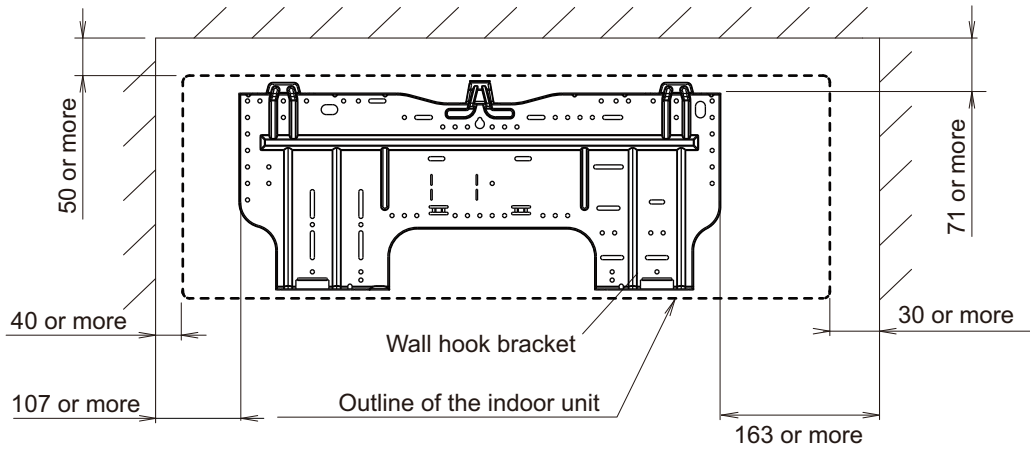 50 or more
71 or more
40 or more
30 or more
Wall hook bracket
107 or more
Outline of the indoor unit
163 or more